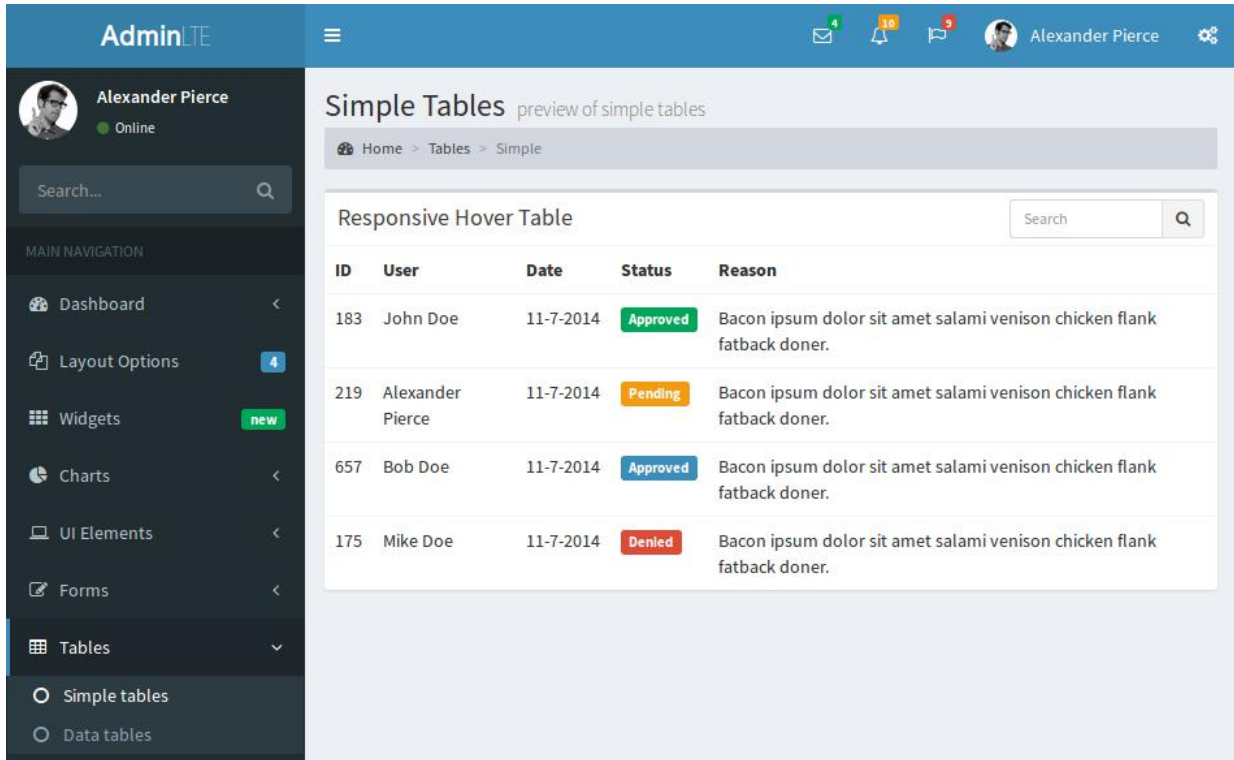 AdminLTE
4 10 9 Alexander Pierce
Alexander Pierce
Online
Search...
MAIN NAVIGATION
Dashboard
Layout Options 4
Widgets new
Charts
UI Elements
Forms
Tables
Simple tables
Data tables
Simple Tables preview of simple tables
Home > Tables > Simple
Responsive Hover Table Search
ID User Date Status Reason
183 John Doe 11-7-2014 Approved Bacon ipsum dolor sit amet salami venison chicken flank
fatback doner.
219 Alexander 11-7-2014 Pending Bacon ipsum dolor sit amet salami venison chicken flank
Pierce fatback doner.
657 Bob Doe 11-7-2014 Approved Bacon ipsum dolor sit amet salami venison chicken flank
fatback doner.
175 Mike Doe 11-7-2014 Denied Bacon ipsum dolor sit amet salami venison chicken flank
fatback doner.